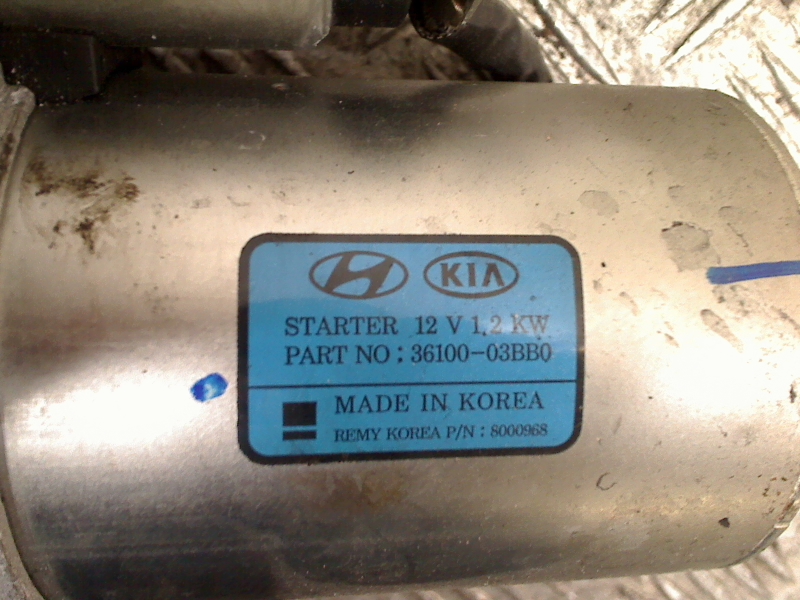 KIA
STARTER 12 V 1.2 KW
PART NO : 36100-03BB0
MADE IN KOREA
REMY KOREA P/N : 8000968